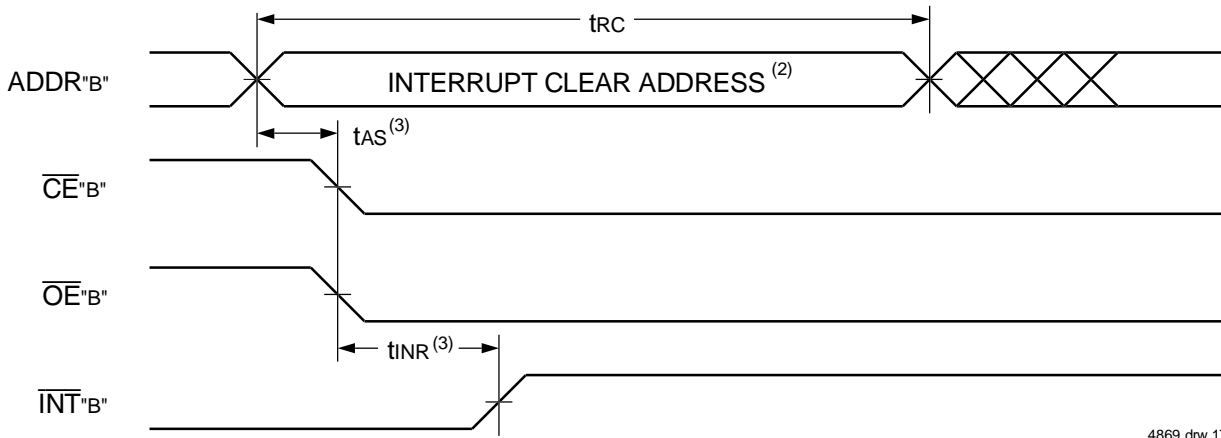 tRC
ADDR"B"
INTERRUPT CLEAR ADDRESS (2)
tAS (3)
CE"B"
OE"B"
tINR (3)
INT"B"